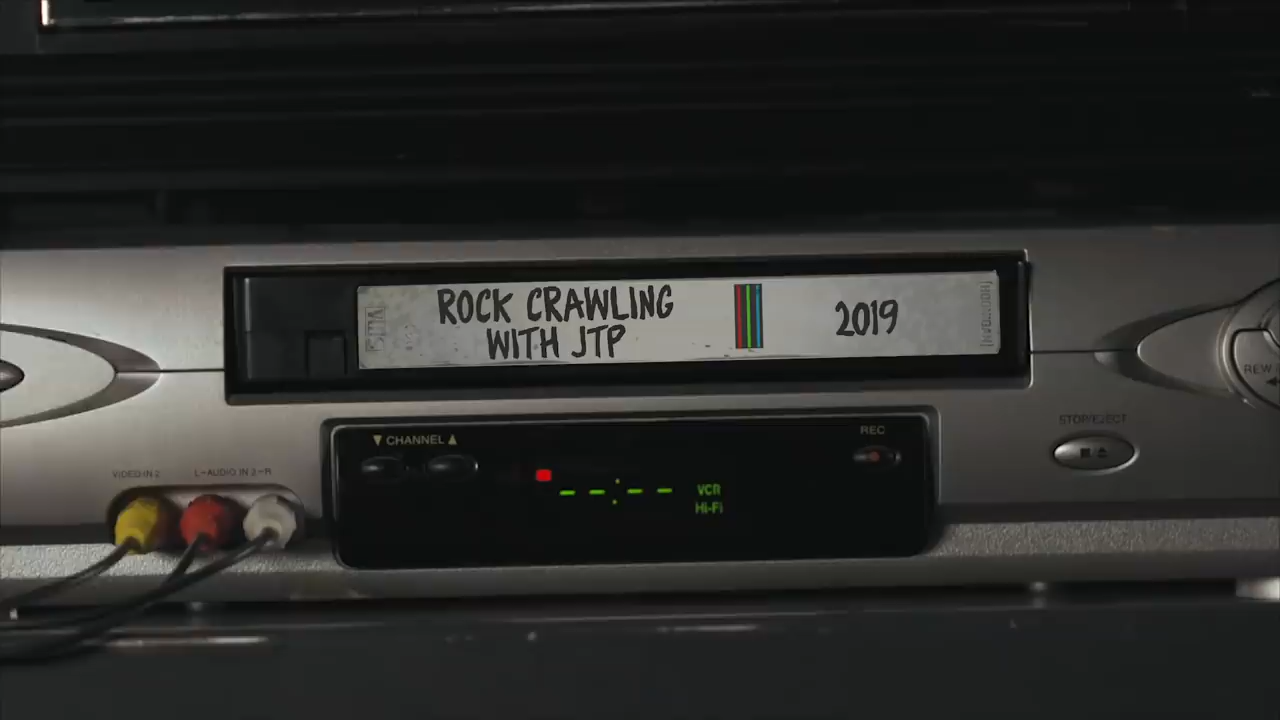 ROCK CRAWLING
WITH JTP
2019
REW
▼ CHANNEL ▲
REC
STOP/EJECT
VIDEO IN 2
L-AUDIO IN 2-R
VCR
Hi-Fi